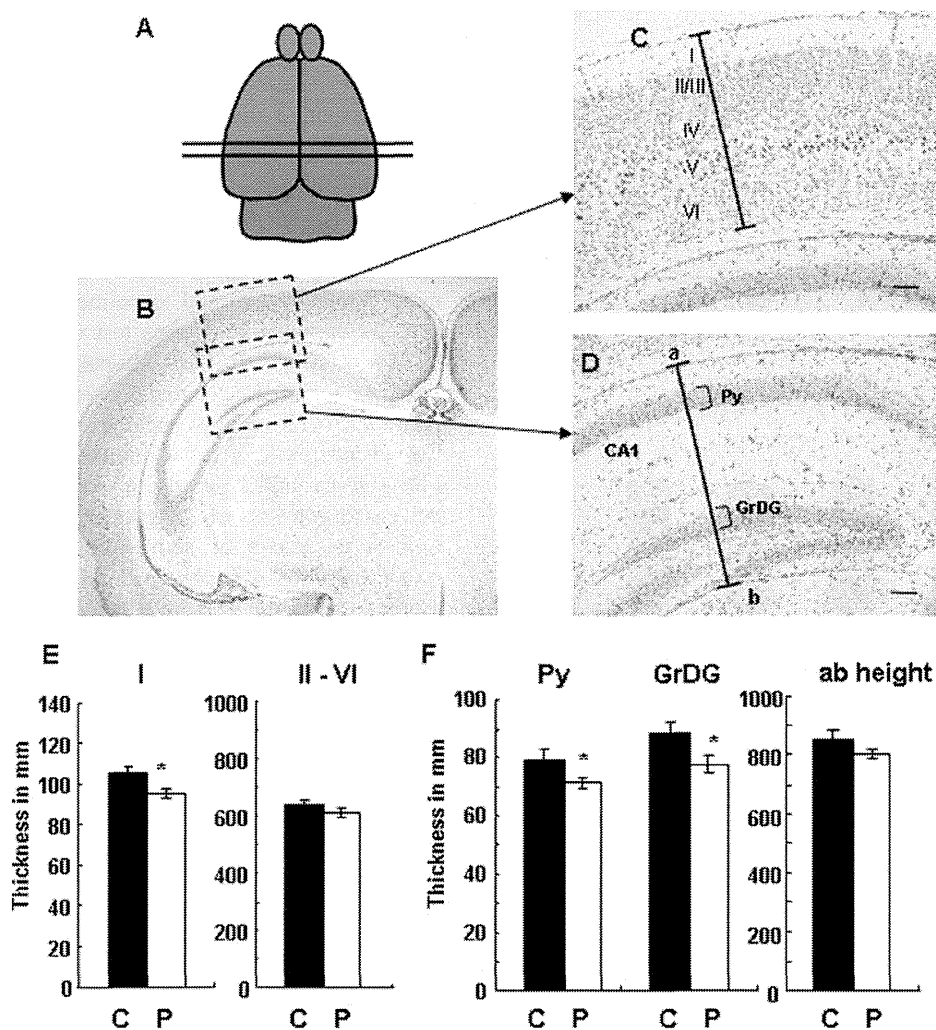 A
B
C
I
II/III
IV
V
VI
D
a
Py
CA1
GrDG
b
E
I
II - VI
Thickness in mm
140
120
100
80
60
40
20
0
1000
800
600
400
200
0
*
C P
C P
F
Py
GrDG
ab height
Thickness in mm
100
80
60
40
20
0
*
*
1000
800
600
400
200
0
C P
C P
C P